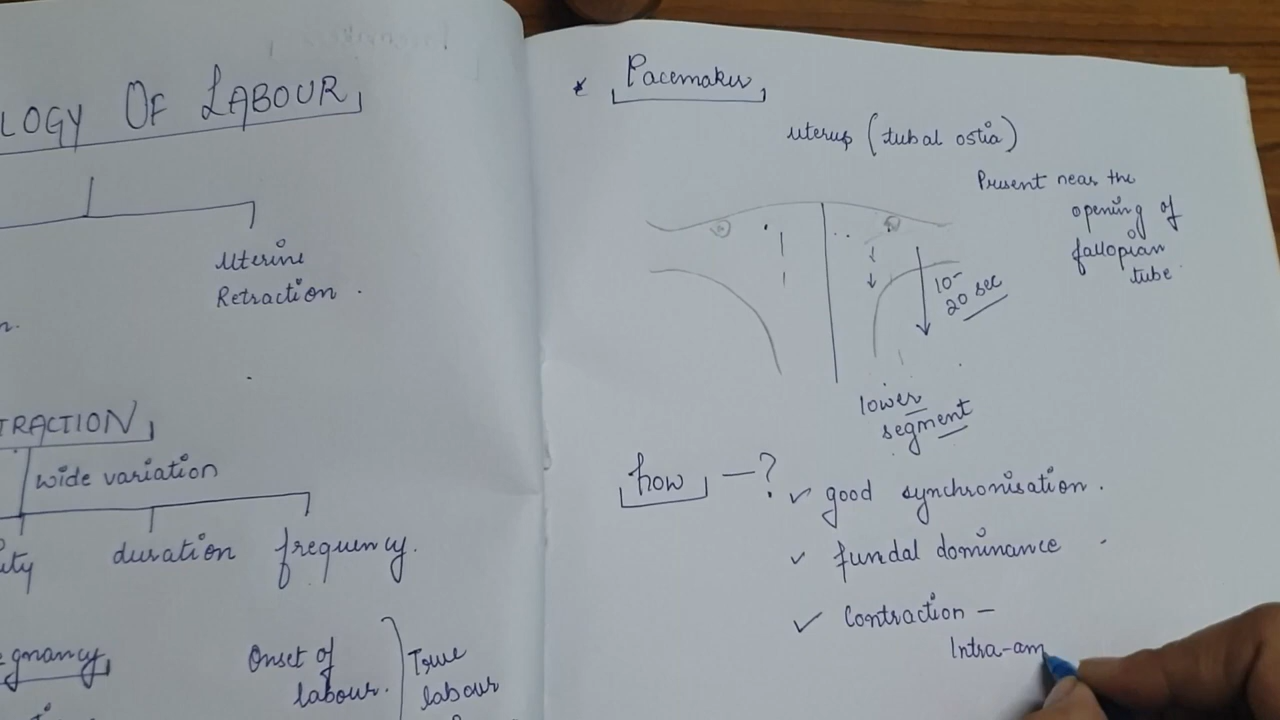 LOGY OF LABOUR
Uterine
Retraction.
n.
TRACTION
wide variation
ity duration frequency.
gnancy
Onset of
labour.
True
labour
* Pacemaker
uterus (tubal ostia)
Present near the
opening of
fallopian
tube
10-
20 sec
lower
segment
how —?
✓ good synchronisation.
✓ fundal dominance
✓ Contraction —
Intra-am